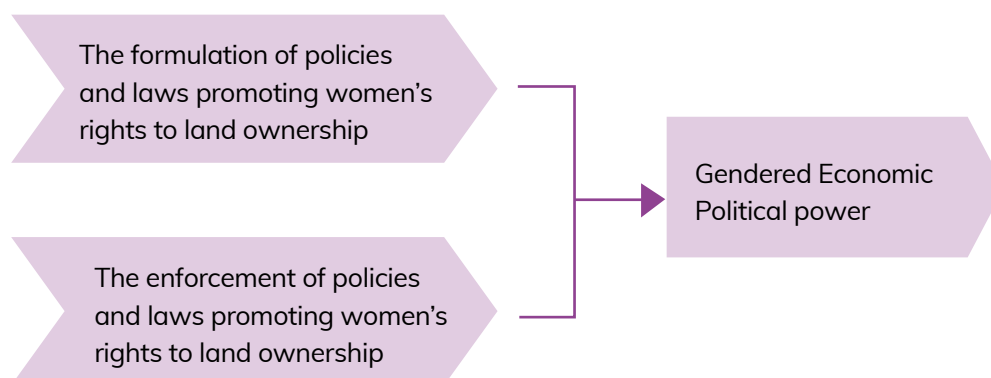 The formulation of policies
and laws promoting women’s
rights to land ownership
The enforcement of policies
and laws promoting women’s
rights to land ownership
Gendered Economic
Political power